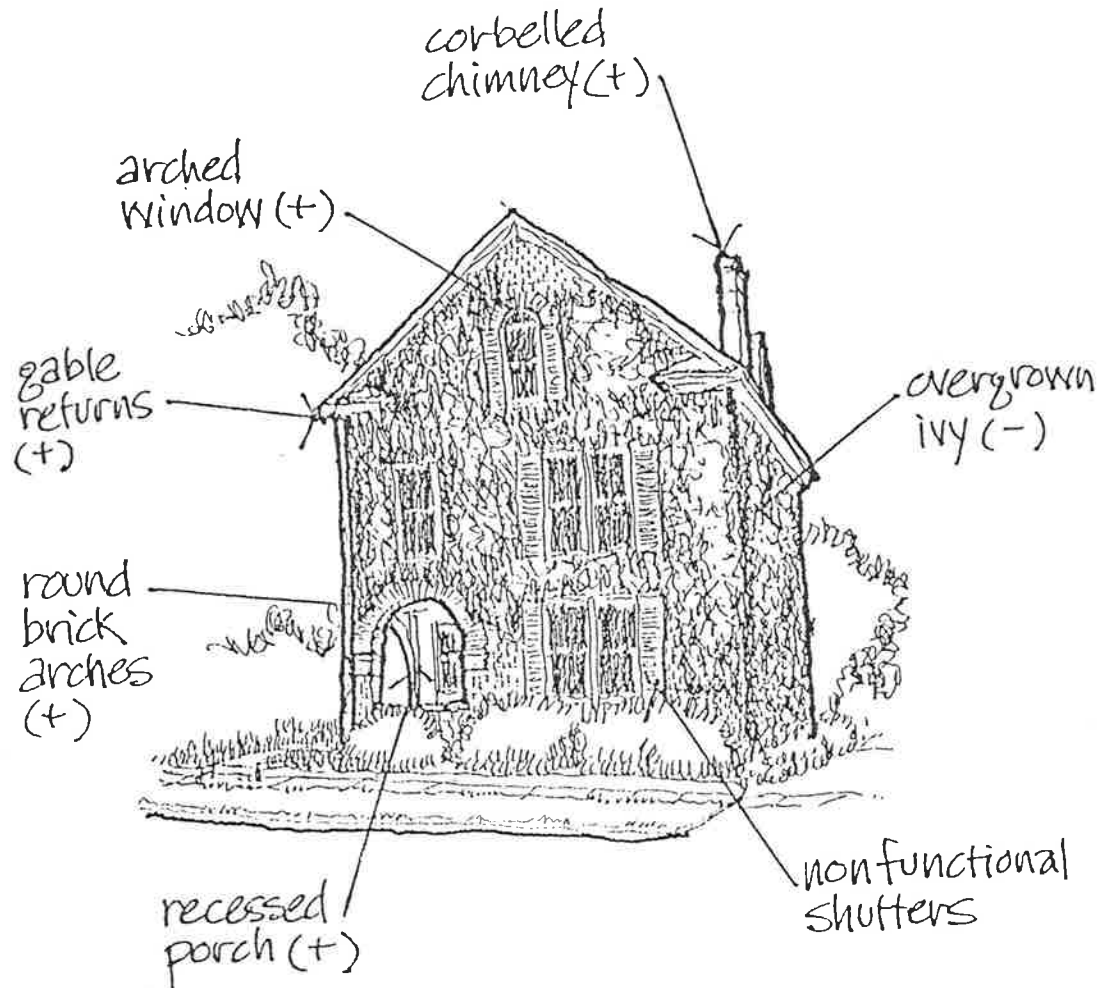 corbelled
chimney (+)
arched
window (+)
gable
returns
(+)
overgrown
ivy (-)
round
brick
arches
(+)
nonfunctional
shutters
recessed
porch (+)